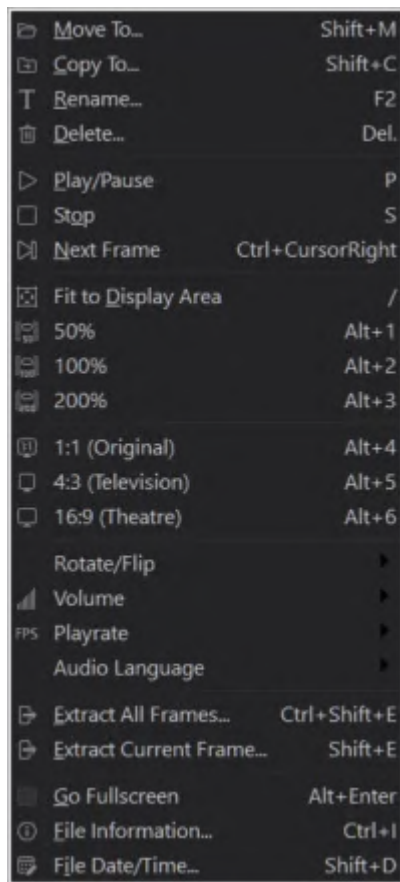 Move To... Shift+M
Copy To... Shift+C
Rename... F2
Delete... Del.
Play/Pause P
Stop S
Next Frame Ctrl+CursorRight
Fit to Display Area /
50% Alt+1
100% Alt+2
200% Alt+3
1:1 (Original) Alt+4
4:3 (Television) Alt+5
16:9 (Theatre) Alt+6
Rotate/Flip
Volume
FPS Playrate
Audio Language
Extract All Frames... Ctrl+Shift+E
Extract Current Frame... Shift+E
Go Fullscreen Alt+Enter
File Information... Ctrl+I
File Date/Time... Shift+D